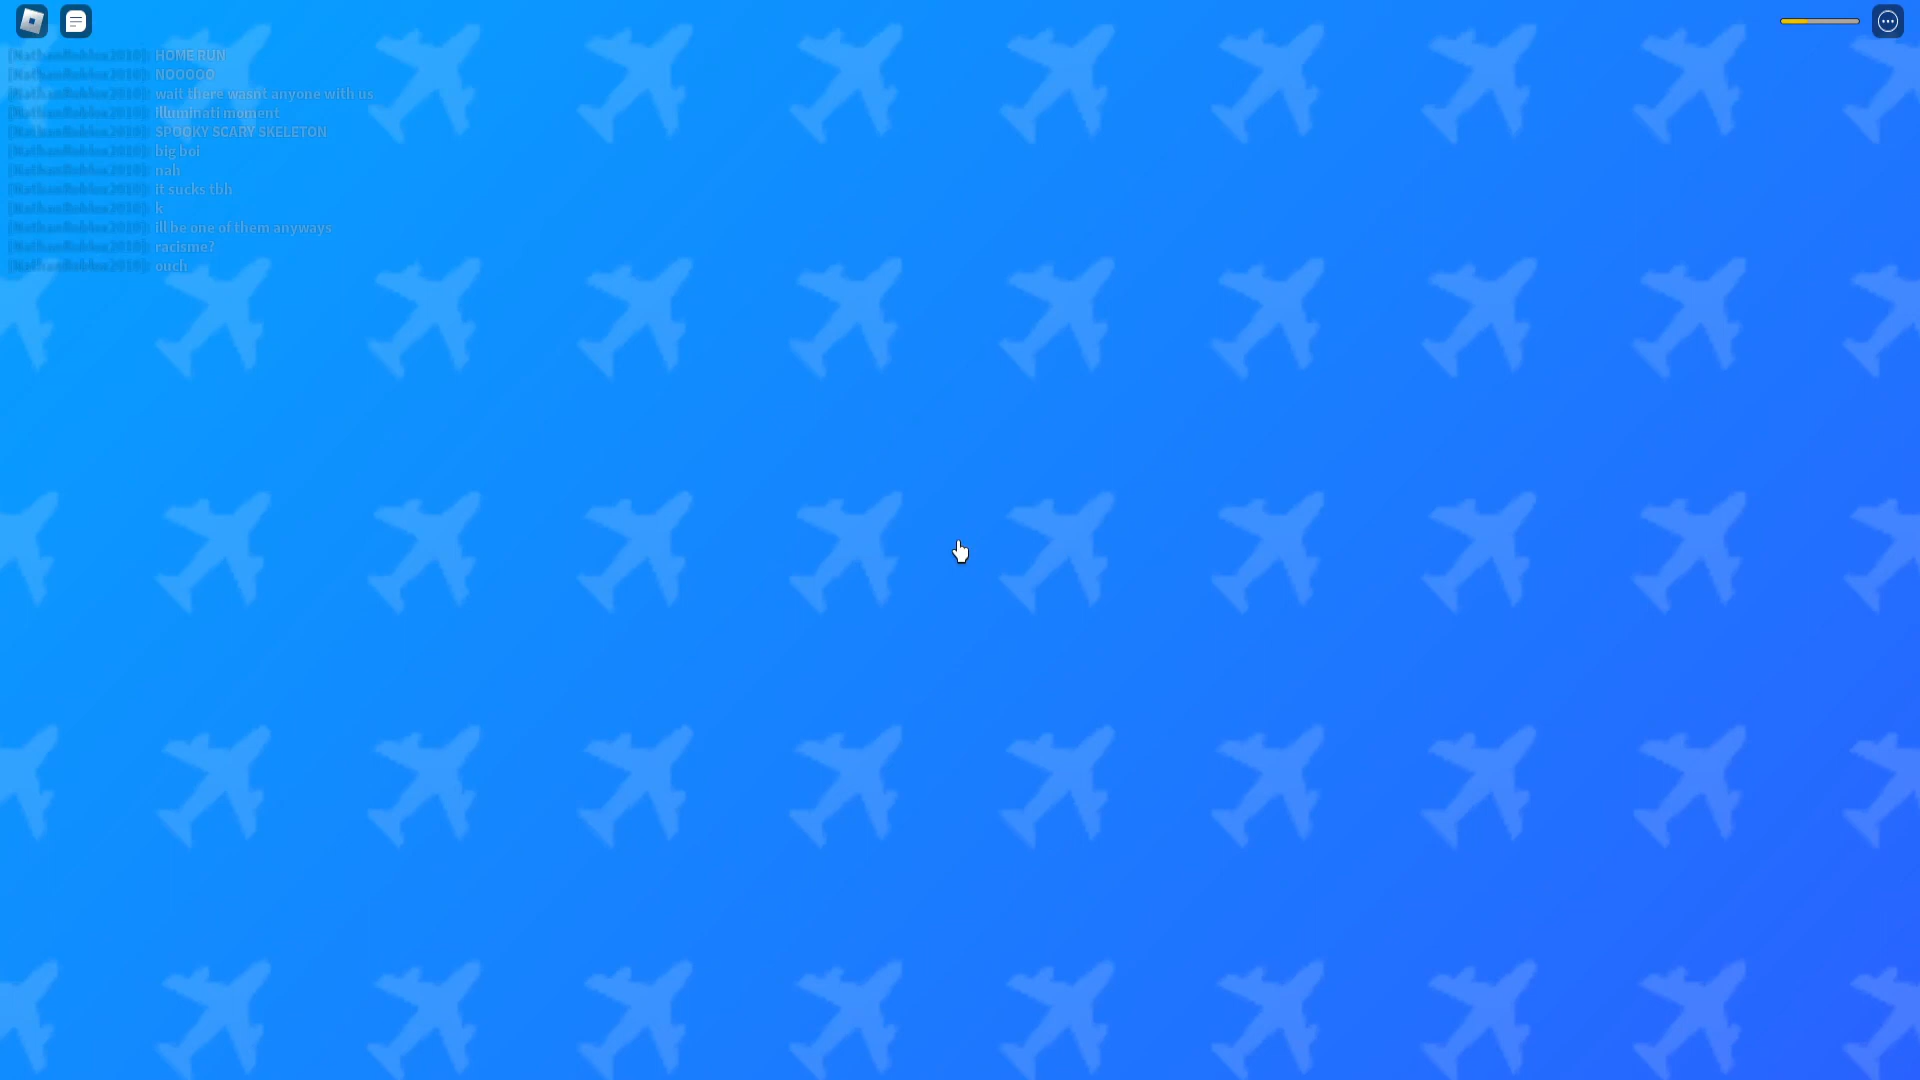 [NathanRoblox2010]: HOME RUN
[NathanRoblox2010]: NOOOOO
[NathanRoblox2010]: wait there wasnt anyone with us
[NathanRoblox2010]: Illuminati moment
[NathanRoblox2010]: SPOOKY SCARY SKELETON
[NathanRoblox2010]: big boi
[NathanRoblox2010]: nah
[NathanRoblox2010]: it sucks tbh
[NathanRoblox2010]: k
[NathanRoblox2010]: ill be one of them anyways
[NathanRoblox2010]: racisme?
[NathanRoblox2010]: ouch